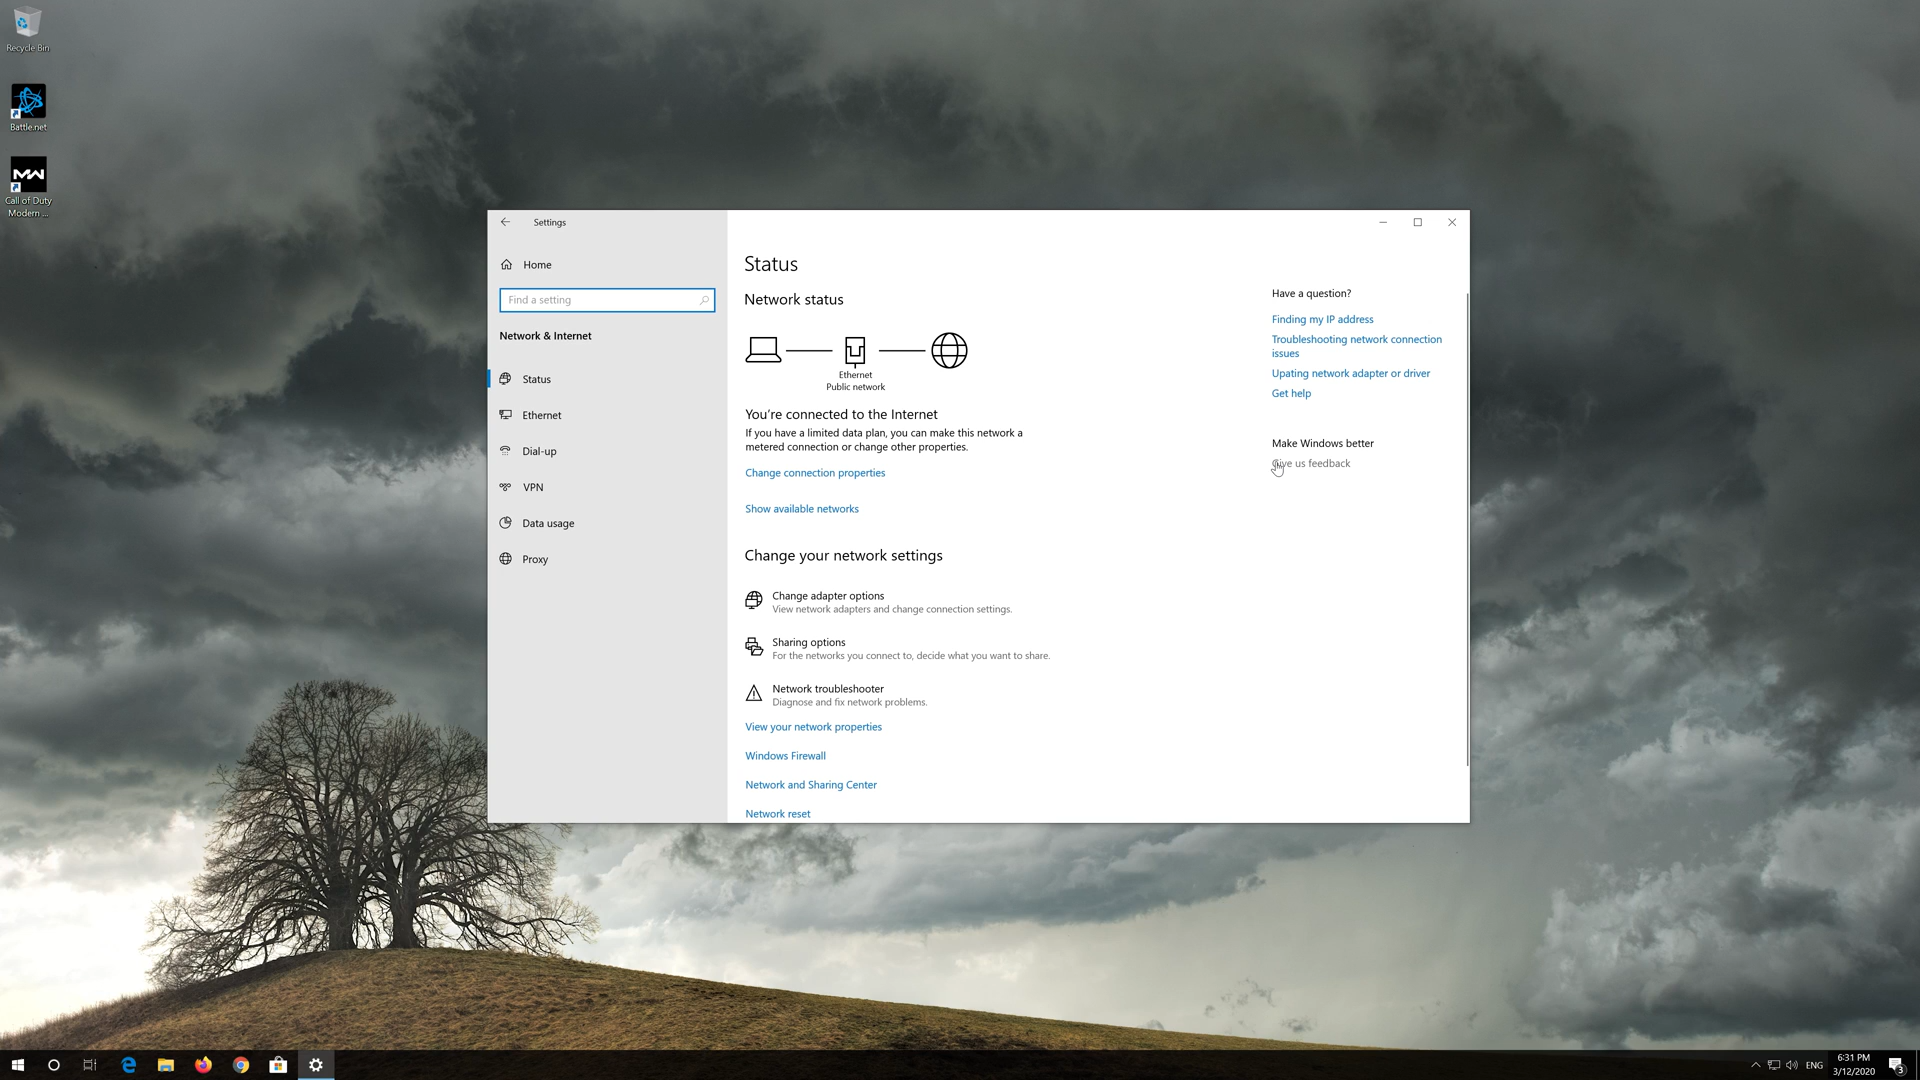 Recycle Bin
Battle.net
MW
Call of Duty
Modern ...
Settings
Home
Find a setting
Network & Internet
Status
Ethernet
Dial-up
VPN
Data usage
Proxy
Status
Network status
Ethernet
Public network
You're connected to the Internet
If you have a limited data plan, you can make this network a
metered connection or change other properties.
Change connection properties
Show available networks
Change your network settings
Change adapter options
View network adapters and change connection settings.
Sharing options
For the networks you connect to, decide what you want to share.
Network troubleshooter
Diagnose and fix network problems.
View your network properties
Windows Firewall
Network and Sharing Center
Network reset
Have a question?
Finding my IP address
Troubleshooting network connection
issues
Upating network adapter or driver
Get help
Make Windows better
Give us feedback
ENG
6:31 PM
3/12/2020
3